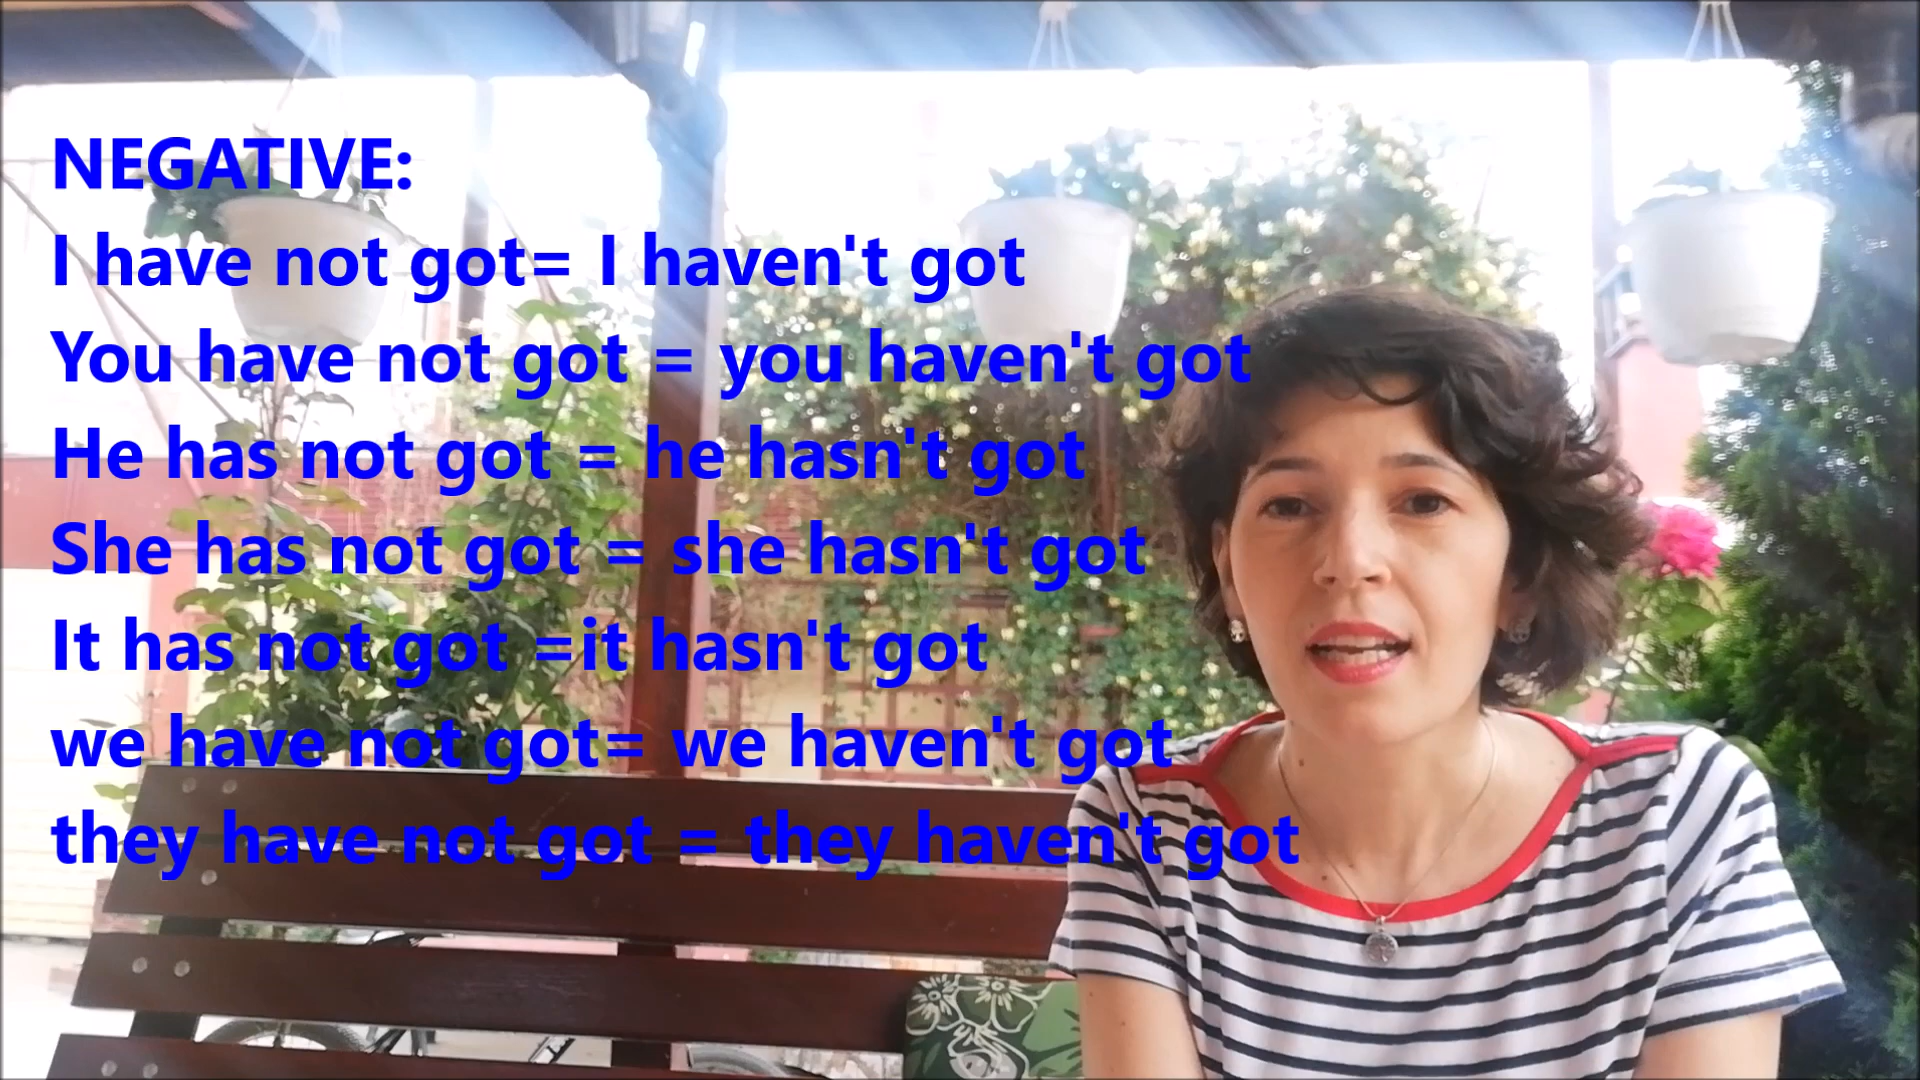 NEGATIVE:
I have not got= I haven't got
You have not got = you haven't got
He has not got = he hasn't got
She has not got = she hasn't got
It has not got =it hasn't got
we have not got= we haven't got
they have not got = they haven't got